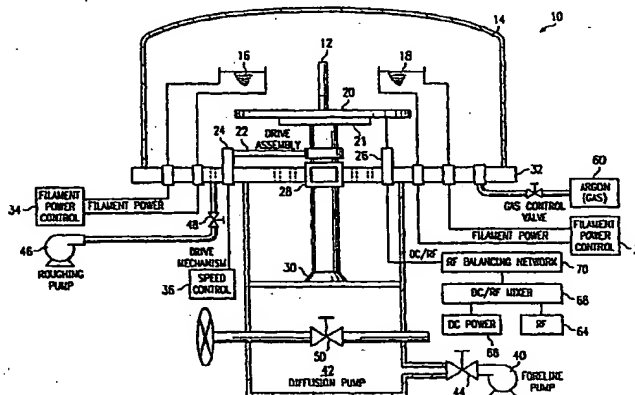 10
14
16
12
18
20
21
24
22
DRIVE
ASSEMBLY
26
28
32
60
ARGON
(GAS)
GAS CONTROL
VALVE
34
FILAMENT
POWER
CONTROL
FILAMENT POWER
48
46
ROUGHING
PUMP
DRIVE
MECHANISM
36
SPEED
CONTROL
30
FILAMENT POWER
FILAMENT
POWER
CONTROL
DC/RF
RF BALANCING NETWORK
70
DC/RF MIXER
68
DC POWER
66
RF
64
50
42
DIFFUSION PUMP
44
40
FORELINE
PUMP